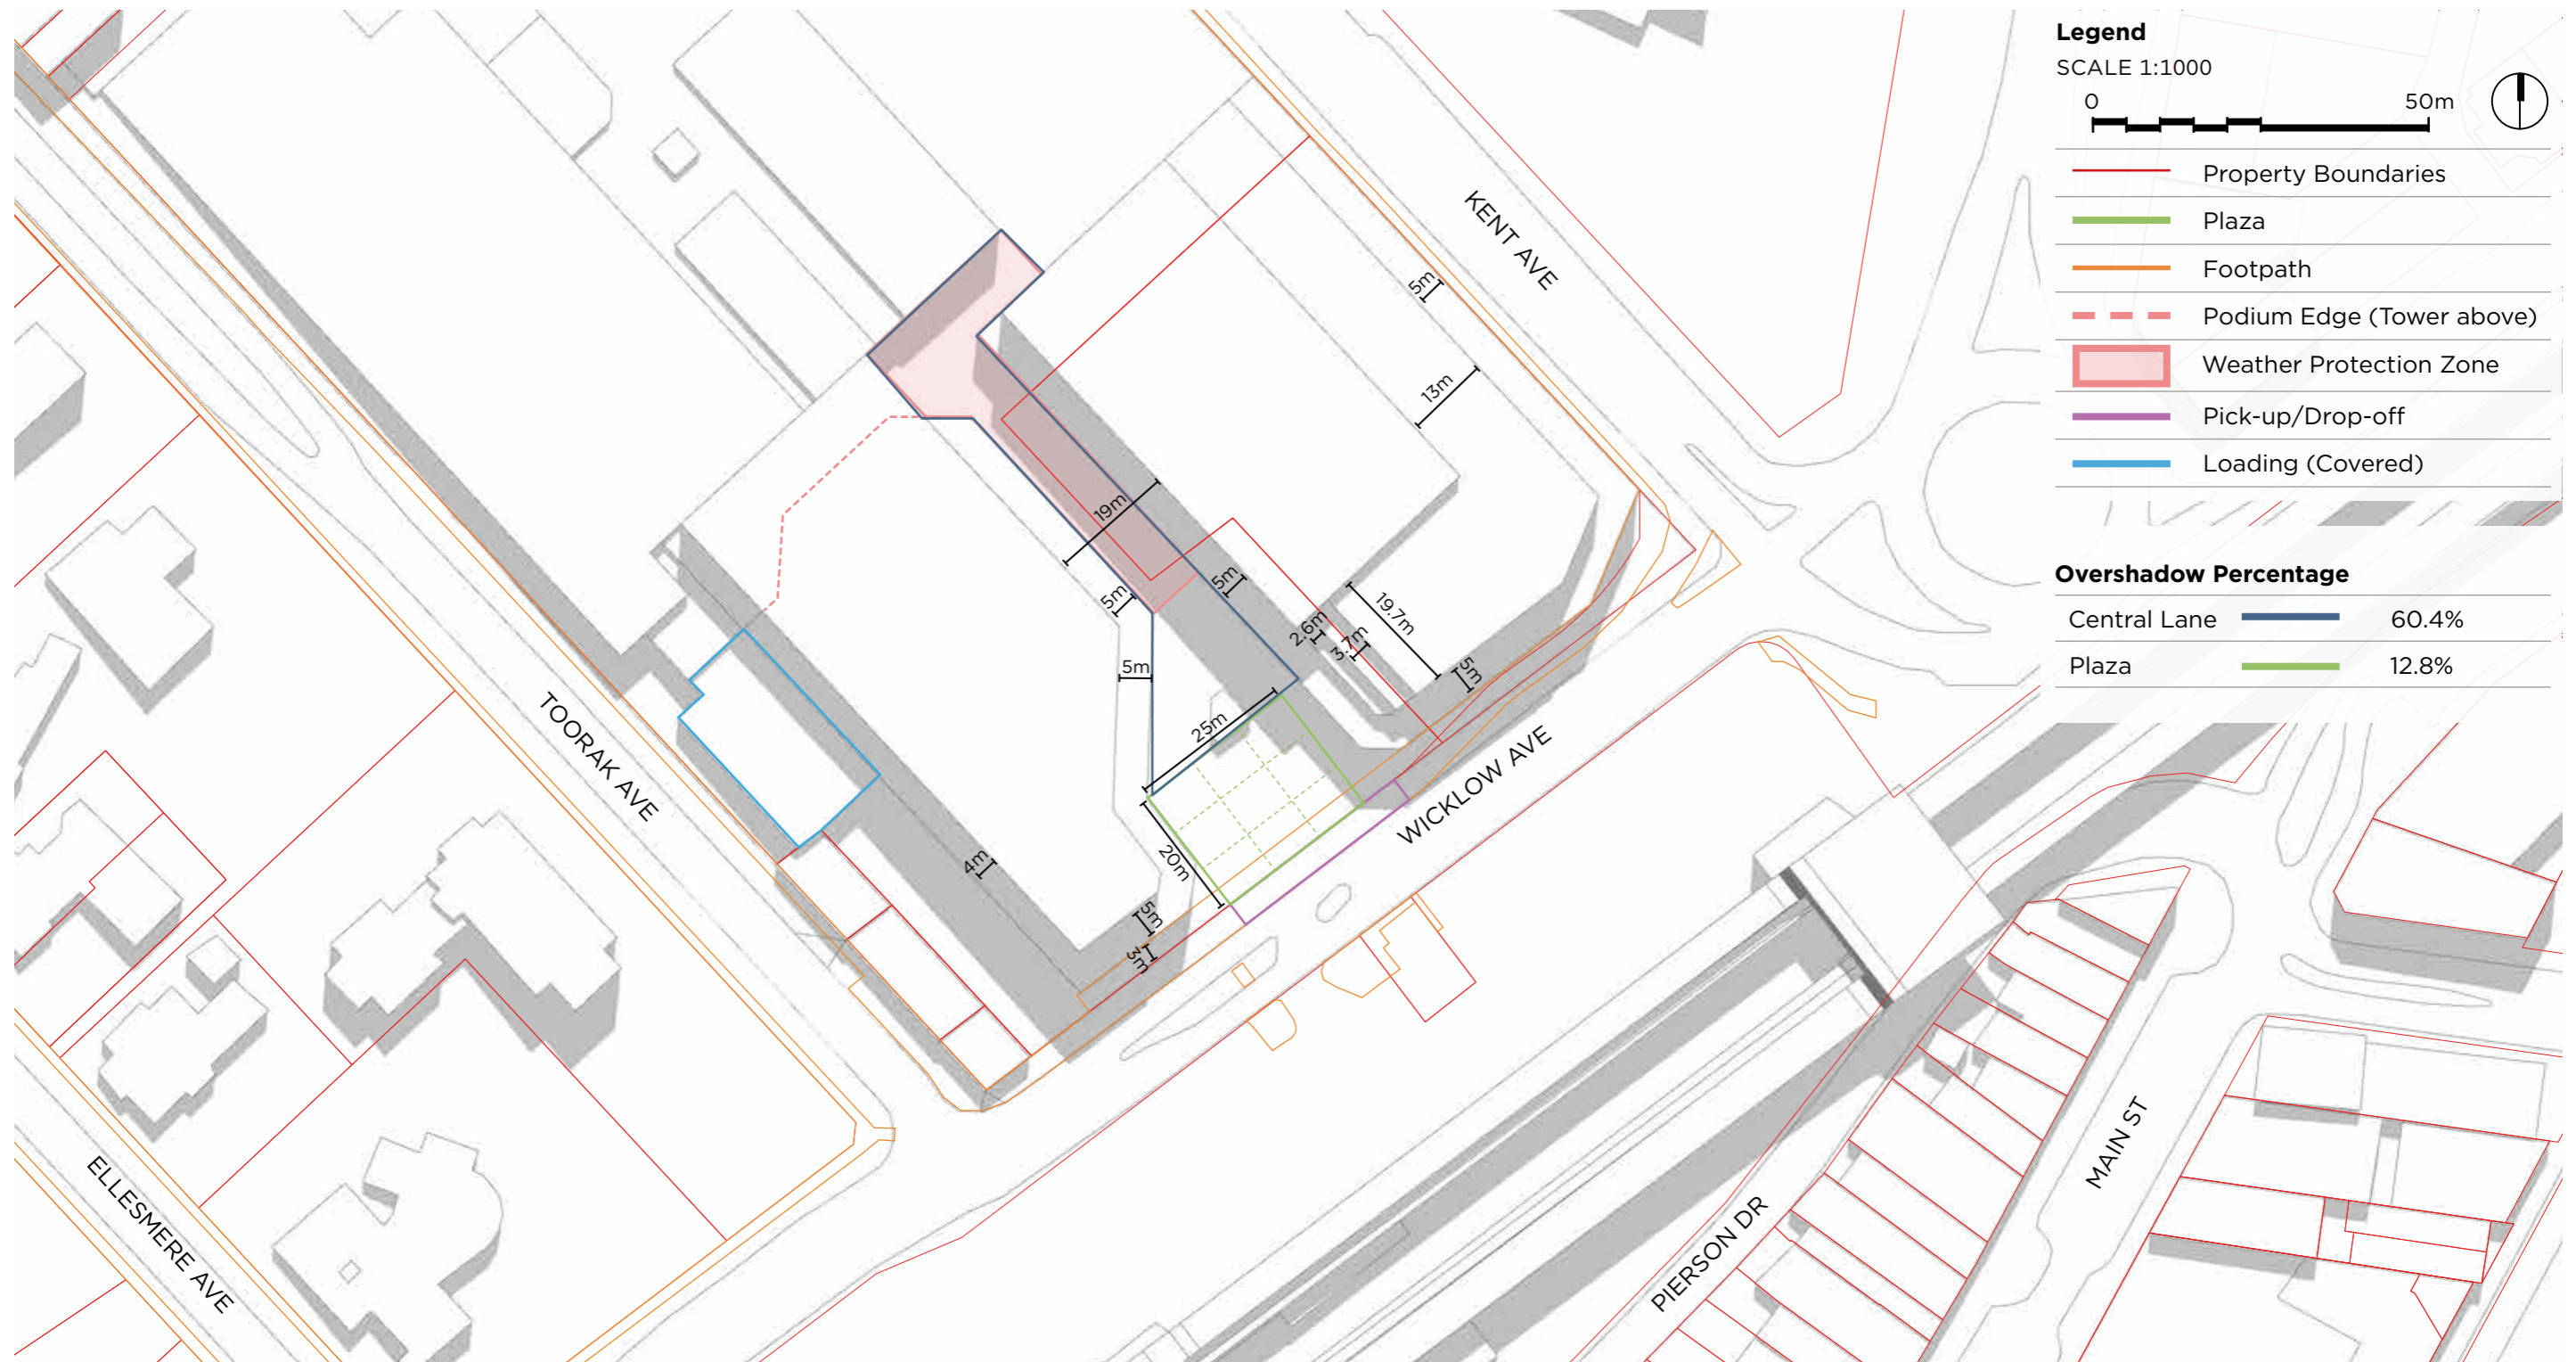 Legend
SCALE 1:1000
0 50m
Property Boundaries
Plaza
Footpath
Podium Edge (Tower above)
Weather Protection Zone
Pick-up/Drop-off
Loading (Covered)
Overshadow Percentage
Central Lane 60.4%
Plaza 12.8%
KENT AVE
5m
13m
19m
5m
5m
5m
2.6m
3.7m
19.7m
5m
25m
20m
4m
5m
3m
TOORAK AVE
WICKLOW AVE
ELLESMERE AVE
PIERSON DR
MAIN ST